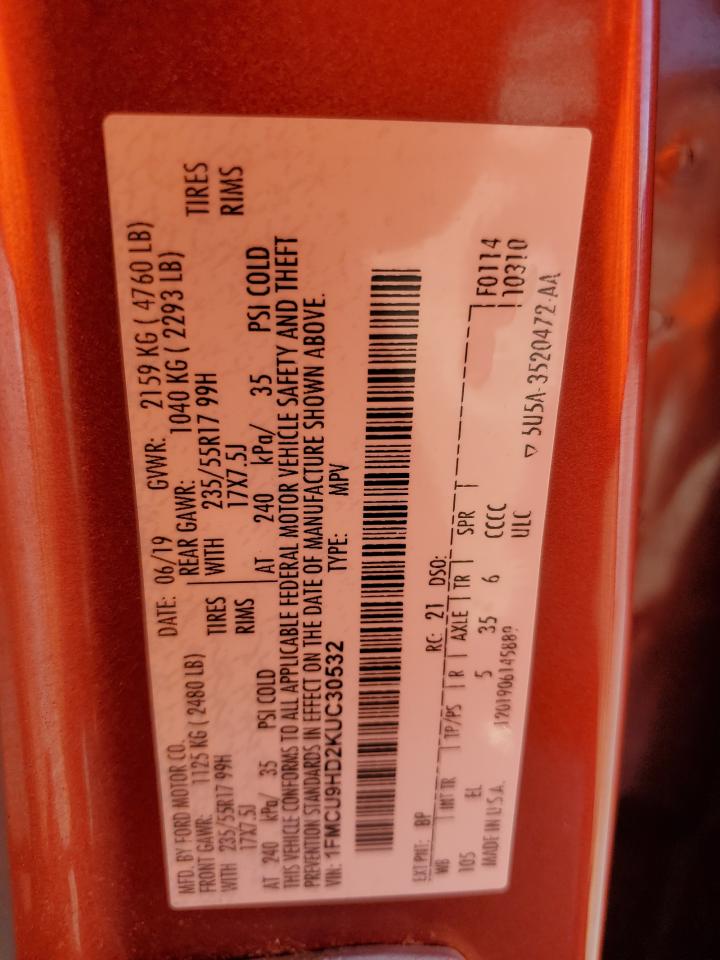 MFD. BY FORD MOTOR CO.
DATE: 06/19 GVWR: 2159 KG ( 4760 LB)
FRONT GAWR: 1125 KG ( 2480 LB) REAR GAWR: 1040 KG ( 2293 LB)
WITH 235/55R17 99H TIRES WITH 235/55R17 99H TIRES
17X7.5J RIMS 17X7.5J RIMS
AT 240 kPa/ 35 PSI COLD AT 240 kPa/ 35 PSI COLD
THIS VEHICLE CONFORMS TO ALL APPLICABLE FEDERAL MOTOR VEHICLE SAFETY AND THEFT
PREVENTION STANDARDS IN EFFECT ON THE DATE OF MANUFACTURE SHOWN ABOVE.
VIN: 1FMCU9HD2KUC30532 TYPE: MPV
EXT PNT: BP RC: 21 DSO:
WB INT TR TP/PS R AXLE TR SPR F0114
105 EL 5 35 6 CCCC 10310
MADE IN U.S.A. ULC
▽ 5U5A-3520472-AA